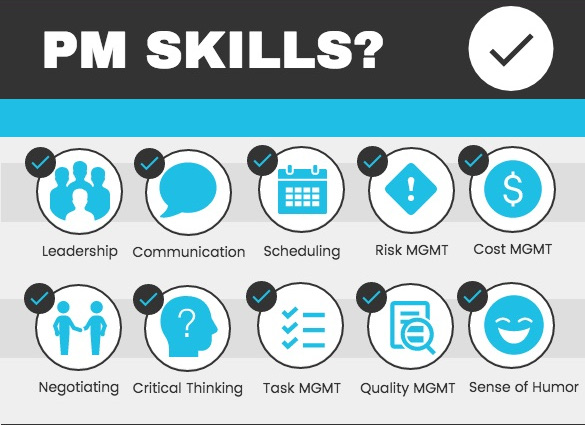 PM SKILLS?
Leadership
Communication
Scheduling
Risk MGMT
Cost MGMT
Negotiating
Critical Thinking
Task MGMT
Quality MGMT
Sense of Humor